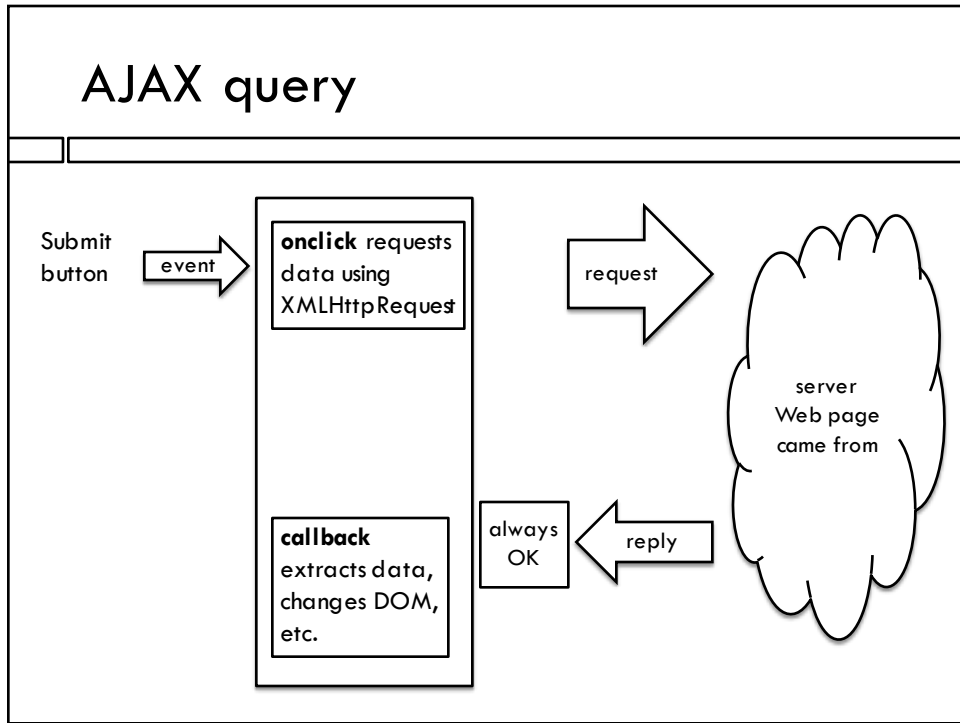 AJAX query
Submit
button
event
onclick requests
data using
XMLHttpRequest
request
server
Web page
came from
callback
extracts data,
changes DOM,
etc.
always
OK
reply